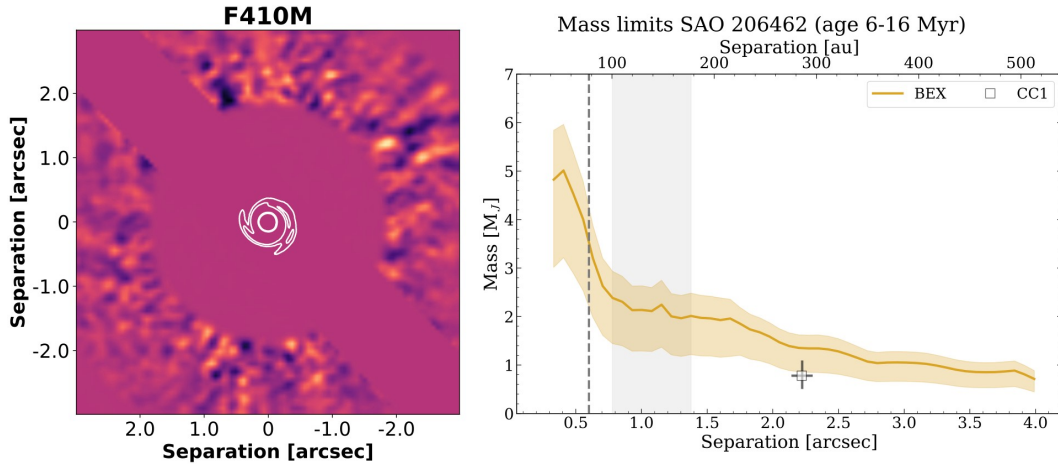 F410M
Separation [arcsec]
2.0
1.0
0
-1.0
-2.0
2.0 1.0 0 -1.0 -2.0
Separation [arcsec]
Mass limits SAO 206462 (age 6-16 Myr)
Separation [au]
100 200 300 400 500
BEX CC1
Mass [MJ]
7
6
5
4
3
2
1
0
0.5 1.0 1.5 2.0 2.5 3.0 3.5 4.0
Separation [arcsec]